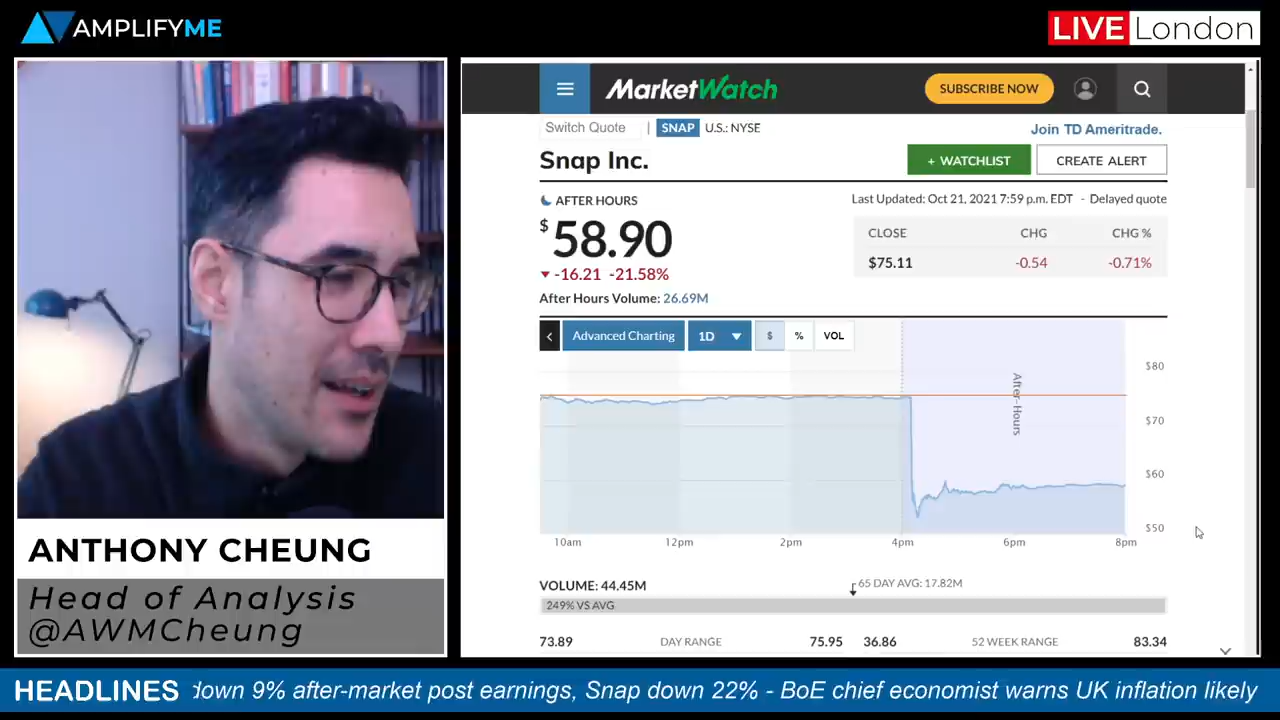 AMPLIFYME
LIVE London
MarketWatch
SUBSCRIBE NOW
Switch Quote | SNAP U.S.: NYSE
Join TD Ameritrade.
Snap Inc.
+ WATCHLIST
CREATE ALERT
AFTER HOURS
Last Updated: Oct 21, 2021 7:59 p.m. EDT - Delayed quote
$58.90
-16.21 -21.58%
CLOSE CHG CHG %
$75.11 -0.54 -0.71%
After Hours Volume: 26.69M
< Advanced Charting 1D $ % VOL
After-Hours
$80
$70
$60
$50
10am 12pm 2pm 4pm 6pm 8pm
VOLUME: 44.45M
65 DAY AVG: 17.82M
249% VS AVG
73.89 DAY RANGE 75.95
36.86 52 WEEK RANGE 83.34
ANTHONY CHEUNG
Head of Analysis
@AWMCheung
HEADLINES down 9% after-market post earnings, Snap down 22% - BoE chief economist warns UK inflation likely